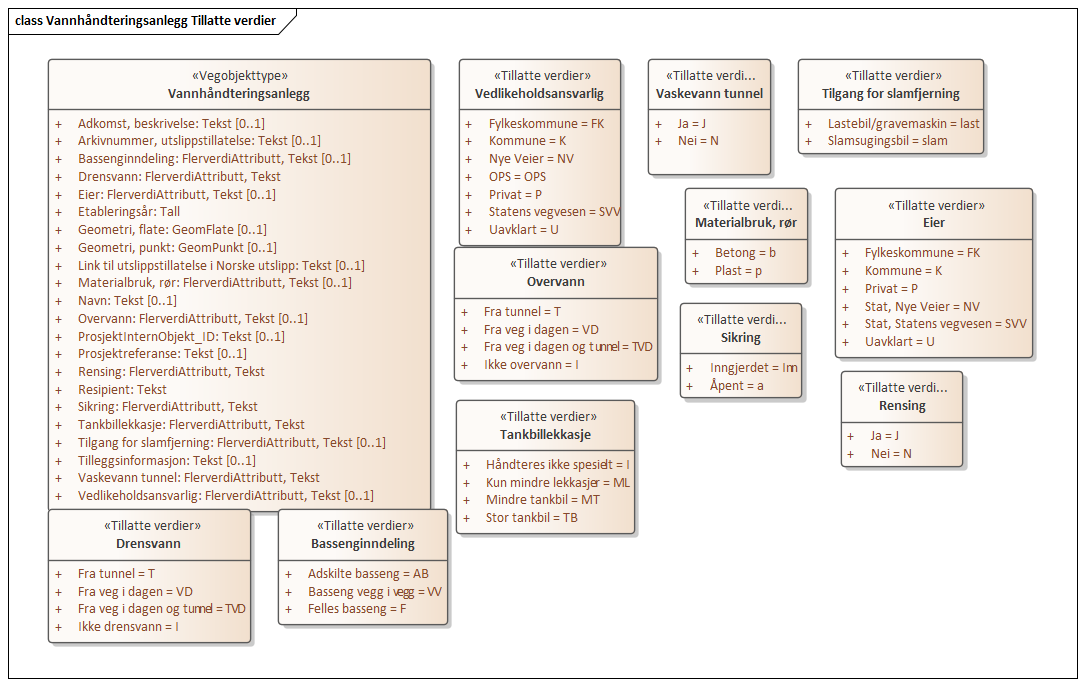 class Vannhåndteringsanlegg Tillatte verdier
«Vegobjekttype»
Vannhåndteringsanlegg
+ Adkomst, beskrivelse: Tekst [0..1]
+ Arkivnummer, utslippstillatelse: Tekst [0..1]
+ Bassenginndeling: FlerverdiAttributt, Tekst [0..1]
+ Drensvann: FlerverdiAttributt, Tekst
+ Eier: FlerverdiAttributt, Tekst [0..1]
+ Etableringsår: Tall
+ Geometri, flate: GeomFlate [0..1]
+ Geometri, punkt: GeomPunkt [0..1]
+ Link til utslippstillatelse i Norske utslipp: Tekst [0..1]
+ Materialbruk, rør: FlerverdiAttributt, Tekst [0..1]
+ Navn: Tekst [0..1]
+ Overvann: FlerverdiAttributt, Tekst
+ ProsjektInternObjekt_ID: Tekst [0..1]
+ Prosjektreferanse: Tekst [0..1]
+ Rensing: FlerverdiAttributt, Tekst
+ Resipient: Tekst
+ Sikring: FlerverdiAttributt, Tekst
+ Tankbillekkasje: FlerverdiAttributt, Tekst
+ Tilgang for slamfjerning: FlerverdiAttributt, Tekst [0..1]
+ Tilleggsinformasjon: Tekst [0..1]
+ Vaskevann tunnel: FlerverdiAttributt, Tekst
+ Vedlikeholdsansvarlig: FlerverdiAttributt, Tekst [0..1]
«Tillatte verdier»
Vedlikeholdsansvarlig
+ Fylkeskommune = FK
+ Kommune = K
+ Nye Veier = NV
+ OPS = OPS
+ Privat = P
+ Statens vegvesen = SVV
+ Uavklart = U
«Tillatte verdi...
Vaskevann tunnel
+ Ja = J
+ Nei = N
«Tillatte verdier»
Tilgang for slamfjerning
+ Lastebil/gravemaskin = last
+ Slamsugingsbil = slam
«Tillatte verdi...
Materialbruk, rør
+ Betong = b
+ Plast = p
«Tillatte verdier»
Eier
+ Fylkeskommune = FK
+ Kommune = K
+ Privat = P
+ Stat, Nye Veier = NV
+ Stat, Statens vegvesen = SVV
+ Uavklart = U
«Tillatte verdier»
Overvann
+ Fra tunnel = T
+ Fra veg i dagen = VD
+ Fra veg i dagen og tunnel = TVD
+ Ikke overvann = I
«Tillatte verdi...
Sikring
+ Inngjerdet = Inn
+ Åpent = a
«Tillatte verdi...
Rensing
+ Ja = J
+ Nei = N
«Tillatte verdier»
Tankbillekkasje
+ Håndteres ikke spesielt = I
+ Kun mindre lekkasjer = ML
+ Mindre tankbil = MT
+ Stor tankbil = TB
«Tillatte verdier»
Drensvann
+ Fra tunnel = T
+ Fra veg i dagen = VD
+ Fra veg i dagen og tunnel = TVD
+ Ikke drensvann = I
«Tillatte verdier»
Bassenginndeling
+ Adskilte basseng = AB
+ Basseng vegg i vegg = VV
+ Felles basseng = F